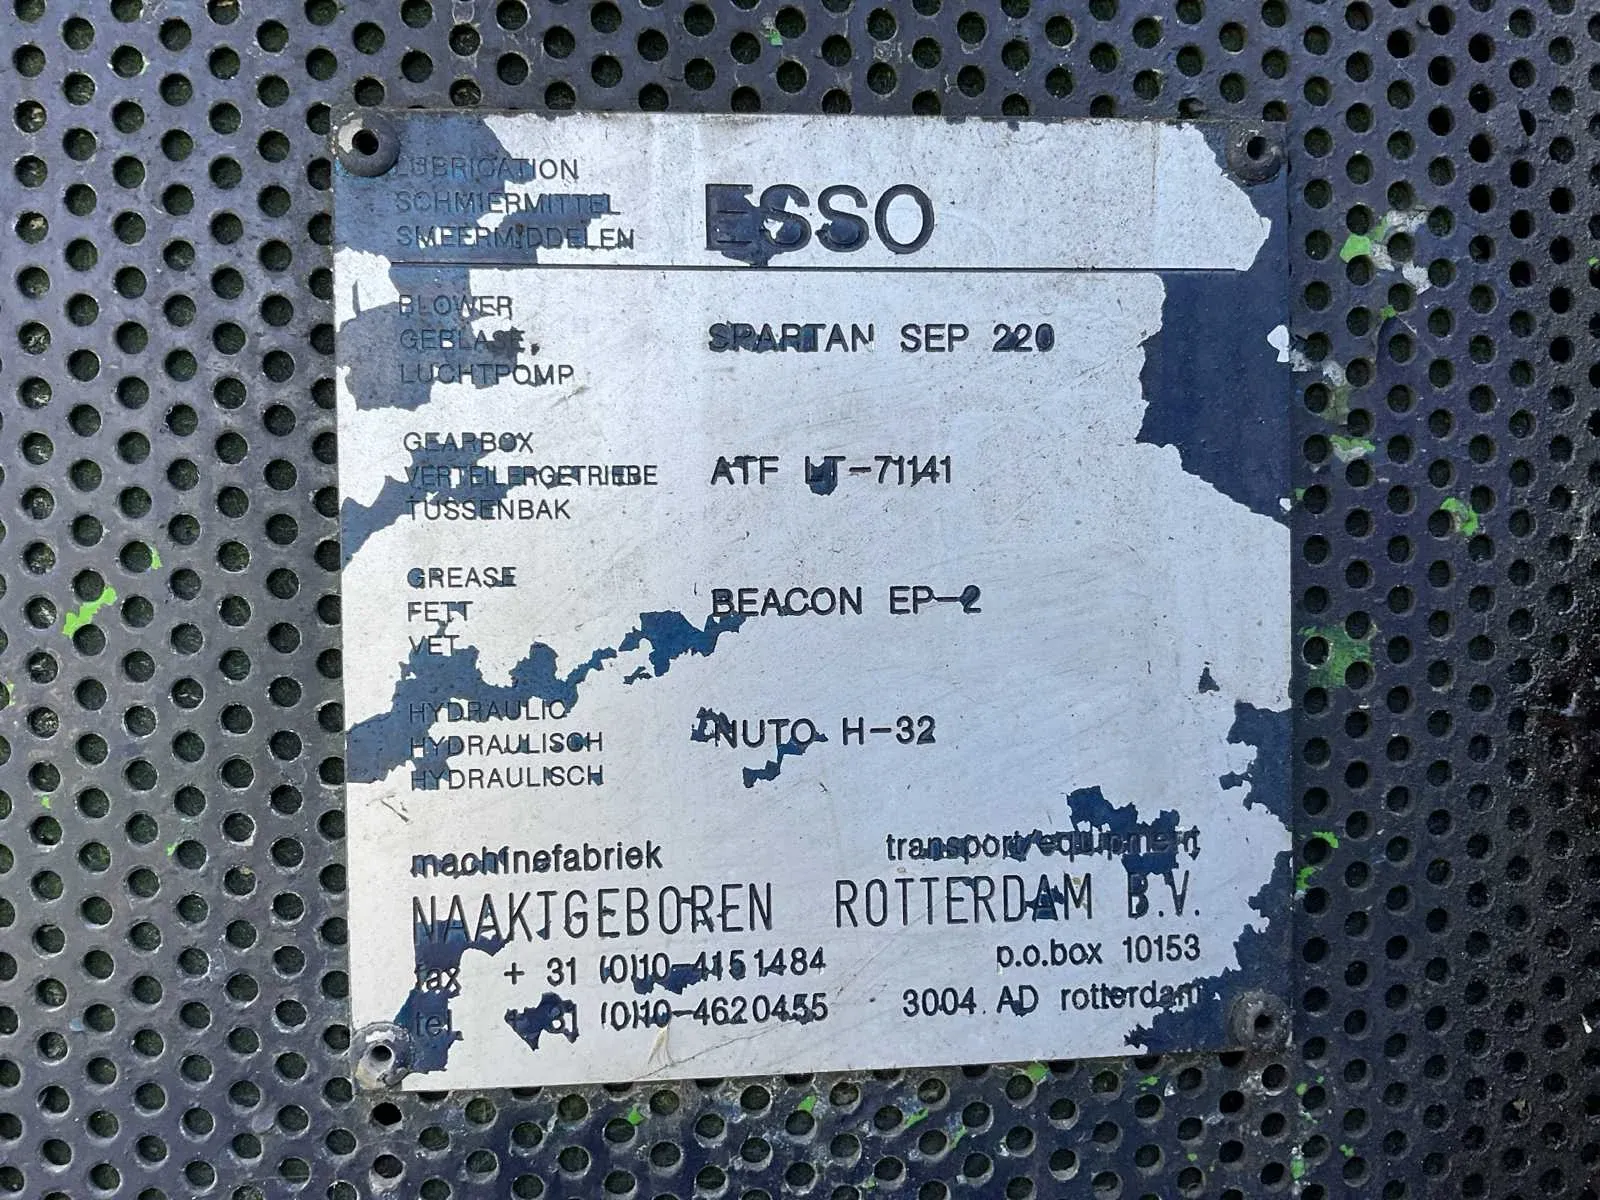 LUBRICATION
SCHMIERMITTEL
SMEERMIDDELEN
ESSO
BLOWER
GEBLASE,
LUCHTPOMP
SPARTAN SEP 220
GEARBOX
VERTEILERGETRIEBE
TUSSENBAK
ATF LT-71141
GREASE
FETT
VET
BEACON EP-2
HYDRAULIC
HYDRAULISCH
HYDRAULISCH
NUTO H-32
machinefabriek transport/equipment
NAAKTGEBOREN ROTTERDAM B.V.
fax + 31 (0)10-4151484 p.o.box 10153
tel. + 31 (0)10-4620455 3004 AD rotterdam